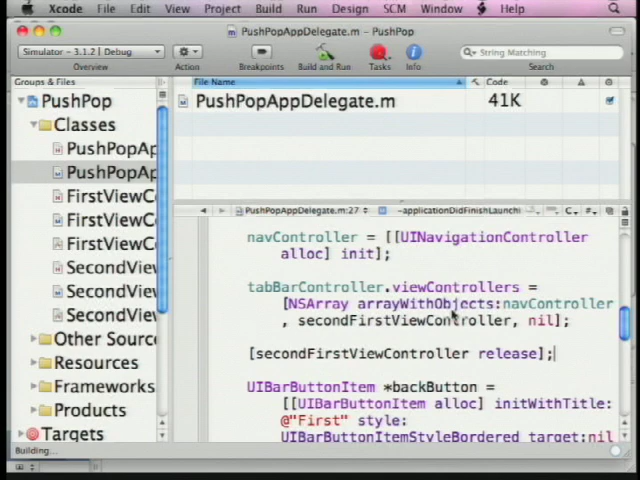 Xcode File Edit View Project Build Run Design SCM Window Help
PushPopAppDelegate.m - PushPop
Simulator - 3.1.2 | Debug
String Matching
Overview Action Breakpoints Build and Run Tasks Info Search
Groups & Files
File Name
Code
PushPop
PushPopAppDelegate.m 41K
Classes
PushPopAp
PushPopAp
FirstViewC
FirstViewC
FirstViewC
SecondView
SecondView
SecondView
Other Source
Resources
Frameworks
Products
Targets
PushPopAppDelegate.m:27
-applicationDidFinishLaunchi
C
#
navController = [[UINavigationController
alloc] init];
tabBarController.viewControllers =
[NSArray arrayWithObjects:navController
, secondFirstViewController, nil];
[secondFirstViewController release];
UIBarButtonItem *backButton =
[[UIBarButtonItem alloc] initWithTitle:
@"First" style:
UIBarButtonItemStyleBordered target:nil
Building...